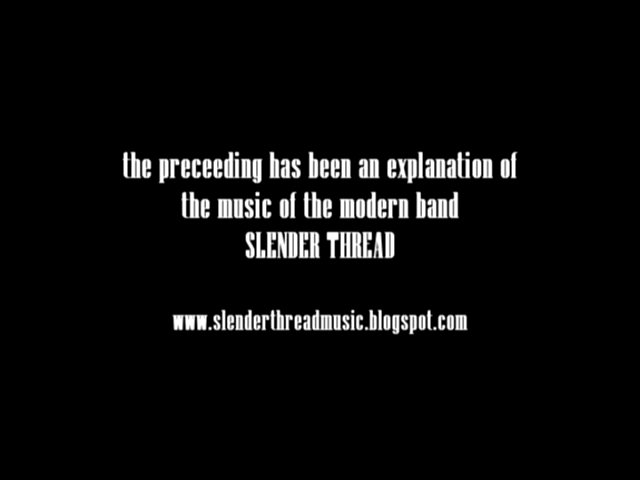 the preceeding has been an explanation of
the music of the modern band
SLENDER THREAD
www.slenderthreadmusic.blogspot.com